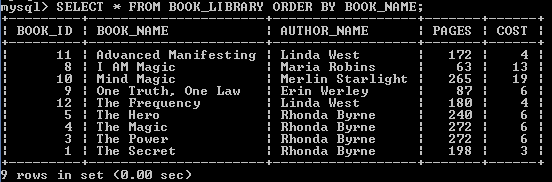 mysql> SELECT * FROM BOOK_LIBRARY ORDER BY BOOK_NAME;
+---------+----------------------+------------------+-------+------+
| BOOK_ID | BOOK_NAME            | AUTHOR_NAME      | PAGES | COST |
+---------+----------------------+------------------+-------+------+
|      11 | Advanced Manifesting | Linda West       |   172 |    4 |
|       8 | I AM Magic           | Maria Robins     |    63 |   13 |
|      10 | Mind Magic           | Merlin Starlight |   265 |   19 |
|       9 | One Truth, One Law   | Erin Werley      |    87 |    6 |
|      12 | The Frequency        | Linda West       |   180 |    4 |
|       5 | The Hero             | Rhonda Byrne     |   240 |    6 |
|       4 | The Magic            | Rhonda Byrne     |   272 |    6 |
|       3 | The Power            | Rhonda Byrne     |   272 |    6 |
|       1 | The Secret           | Rhonda Byrne     |   198 |    3 |
+---------+----------------------+------------------+-------+------+
9 rows in set (0.00 sec)